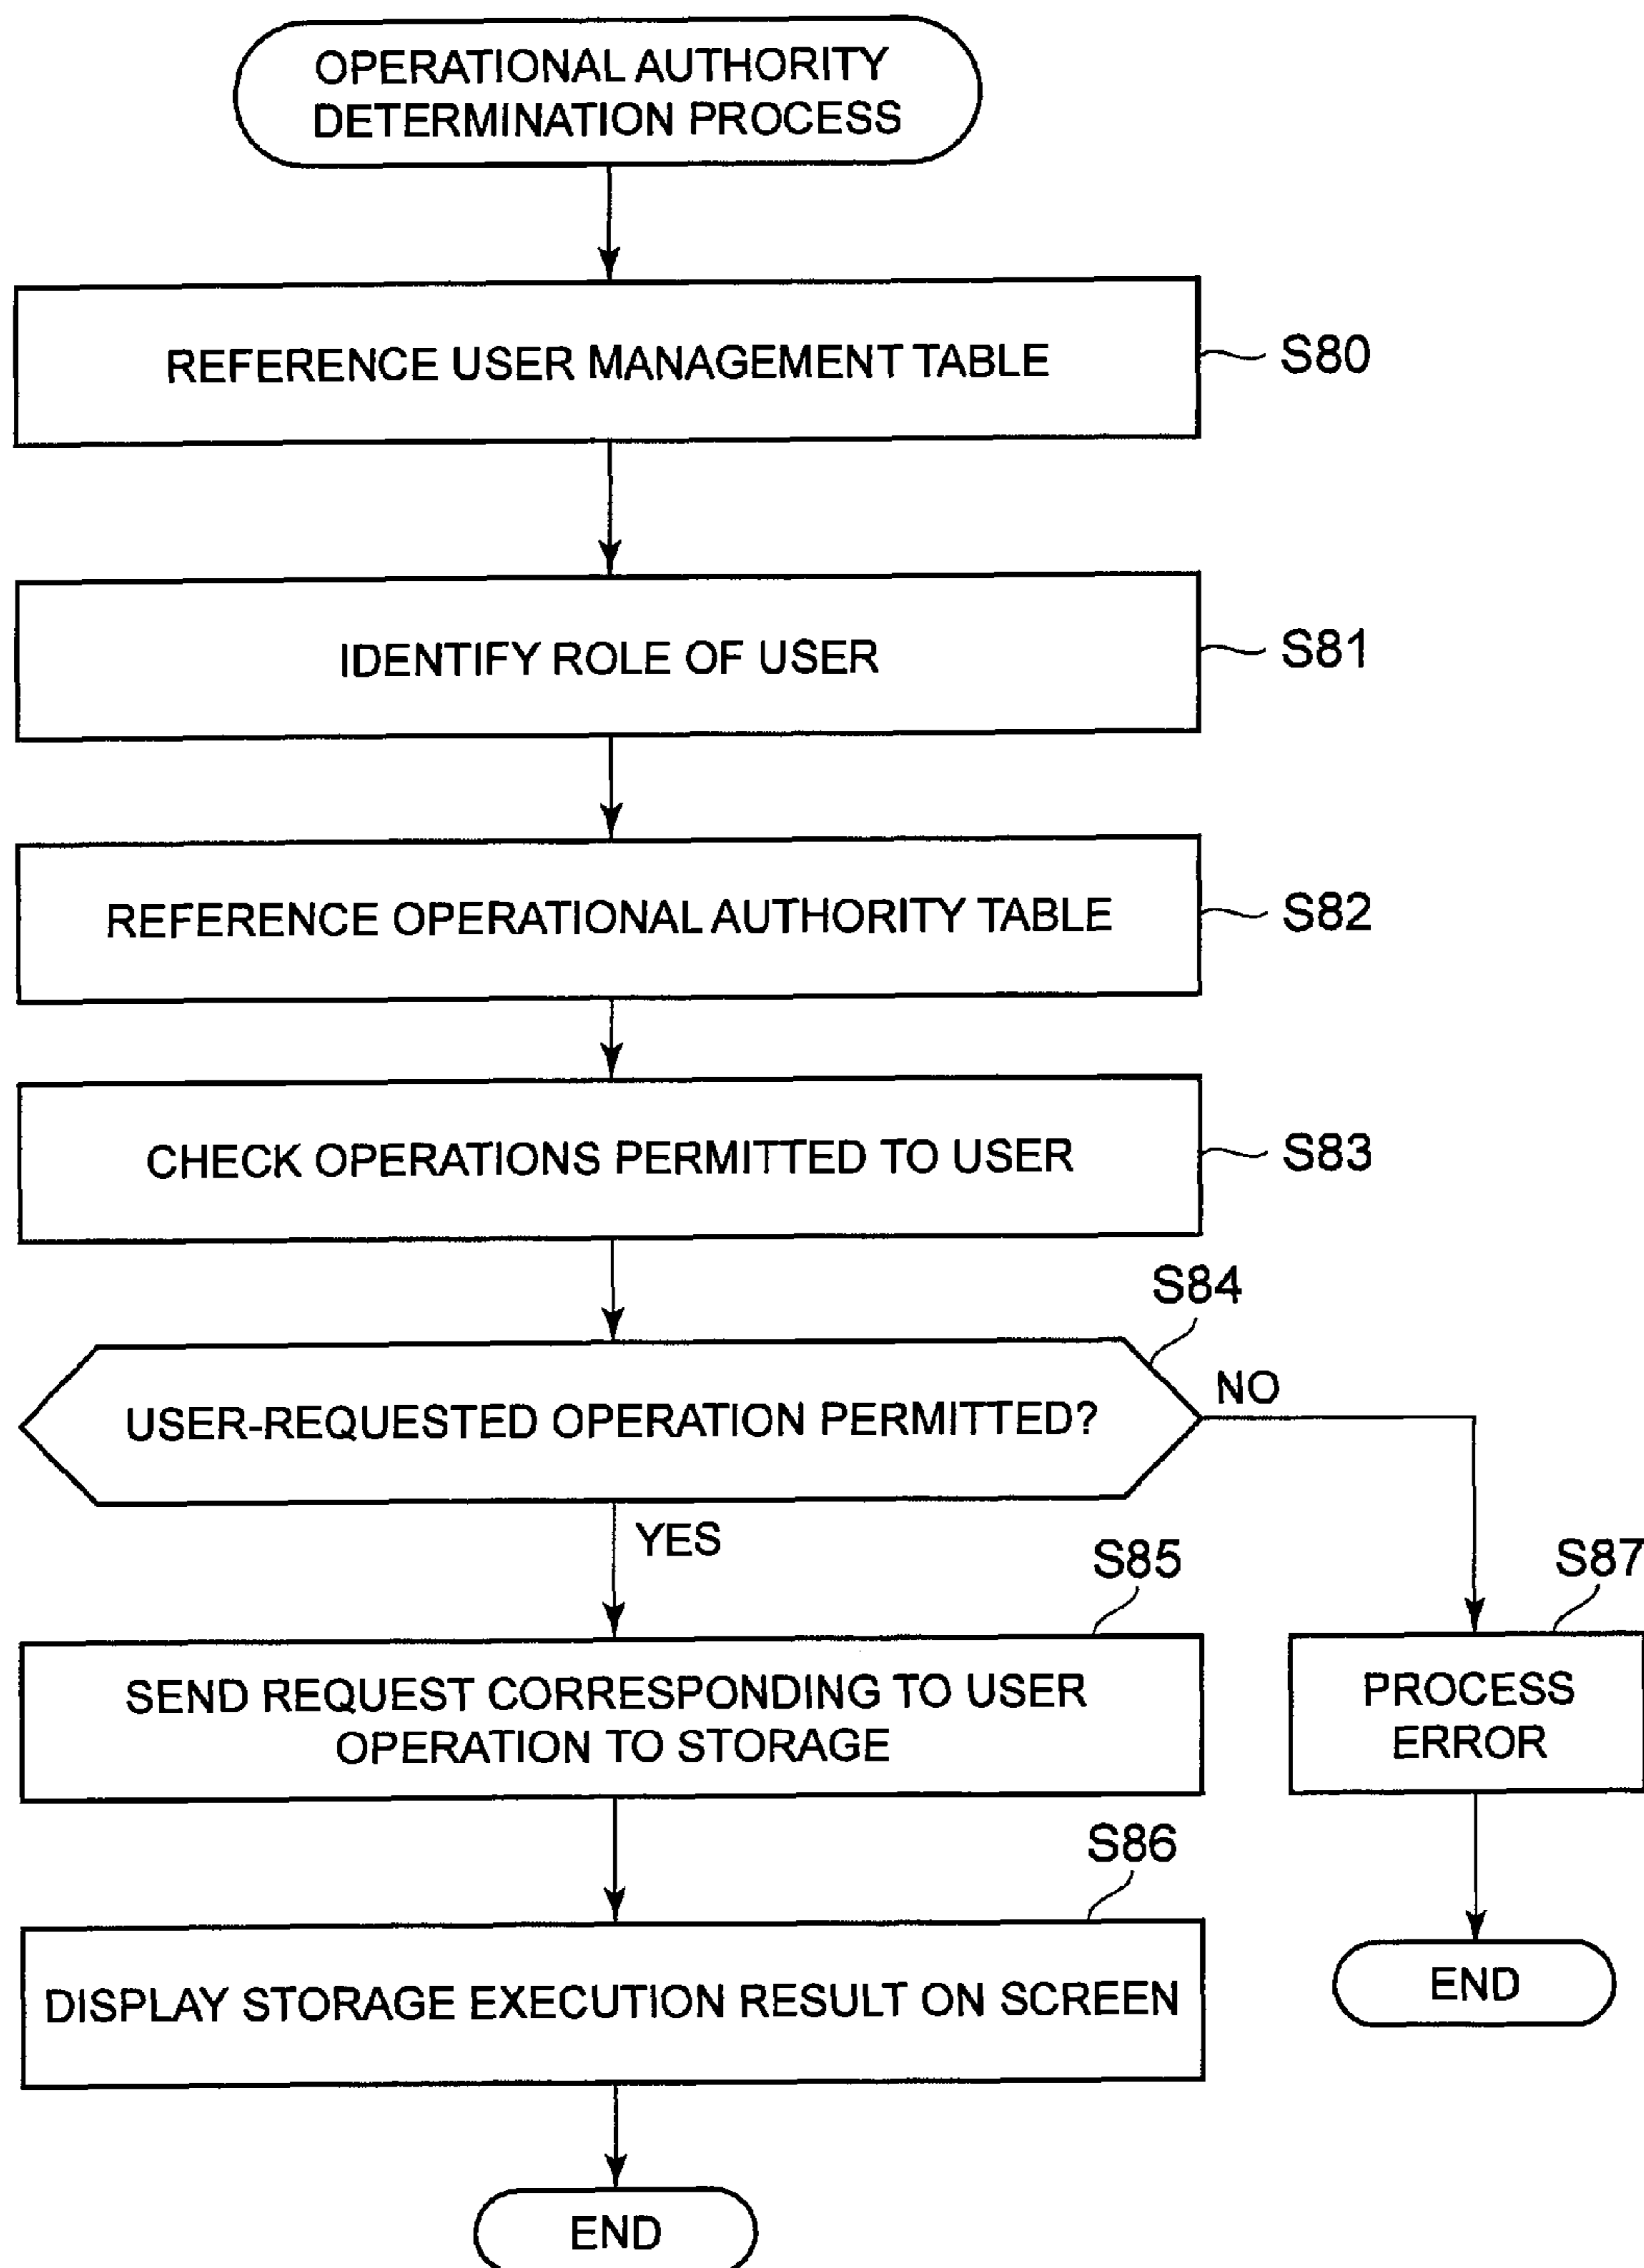 OPERATIONAL AUTHORITY
DETERMINATION PROCESS
REFERENCE USER MANAGEMENT TABLE
S80
IDENTIFY ROLE OF USER
S81
REFERENCE OPERATIONAL AUTHORITY TABLE
S82
CHECK OPERATIONS PERMITTED TO USER
S83
S84
USER-REQUESTED OPERATION PERMITTED?
NO
YES
S85
SEND REQUEST CORRESPONDING TO USER
OPERATION TO STORAGE
S87
PROCESS
ERROR
S86
DISPLAY STORAGE EXECUTION RESULT ON SCREEN
END
END